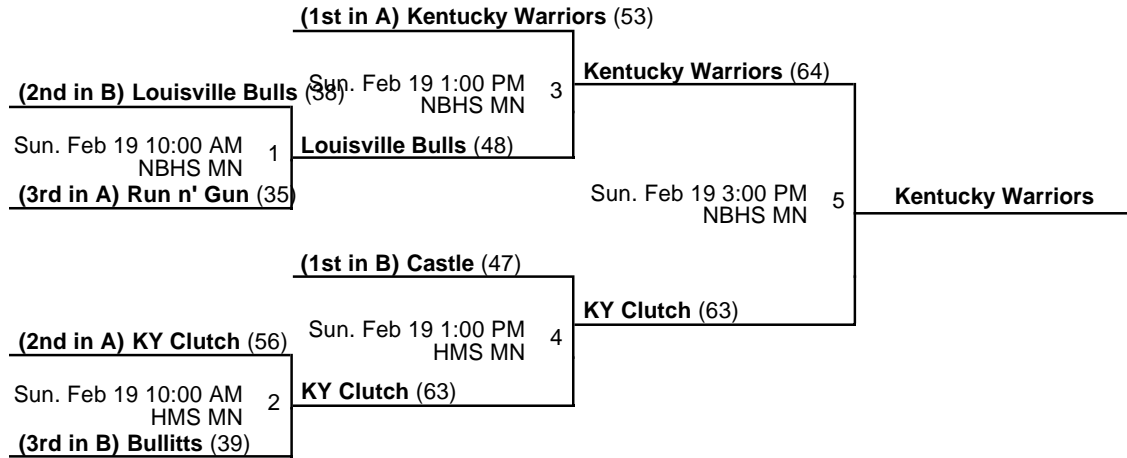 (1st in A) Kentucky Warriors (53)
Sun. Feb 19 1:00 PM
NBHS MN
3
Kentucky Warriors (64)
(2nd in B) Louisville Bulls (38)
Sun. Feb 19 10:00 AM
NBHS MN
1
Louisville Bulls (48)
(3rd in A) Run n' Gun (35)
Sun. Feb 19 3:00 PM
NBHS MN
5
Kentucky Warriors
(1st in B) Castle (47)
Sun. Feb 19 1:00 PM
HMS MN
4
KY Clutch (63)
(2nd in A) KY Clutch (56)
Sun. Feb 19 10:00 AM
HMS MN
2
KY Clutch (63)
(3rd in B) Bullitts (39)